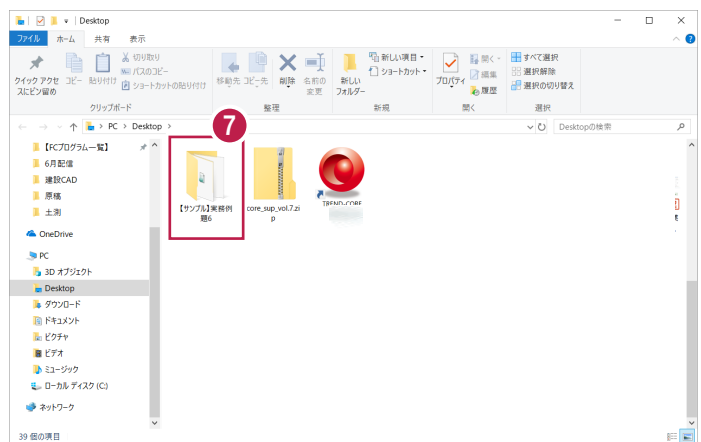 Desktop
ファイル ホーム 共有 表示
クイック アクセスにピン留め
コピー
貼り付け
切り取り
パスのコピー
ショートカットの貼り付け
移動先
コピー先
削除
名前の変更
新しいフォルダー
新しい項目
ショートカット
プロパティ
開く
編集
履歴
すべて選択
選択解除
選択の切り替え
クリップボード 整理 新規 開く 選択
PC > Desktop >
Desktopの検索
7
【FCプログラム一覧】
6月配信
建設CAD
原稿
土測
OneDrive
PC
3D オブジェクト
Desktop
ダウンロード
ドキュメント
ピクチャ
ビデオ
ミュージック
ローカル ディスク (C:)
ネットワーク
【サンプル】実務例
題6
core_sup_vol.7.zi
p
TREND-CORE
39 個の項目